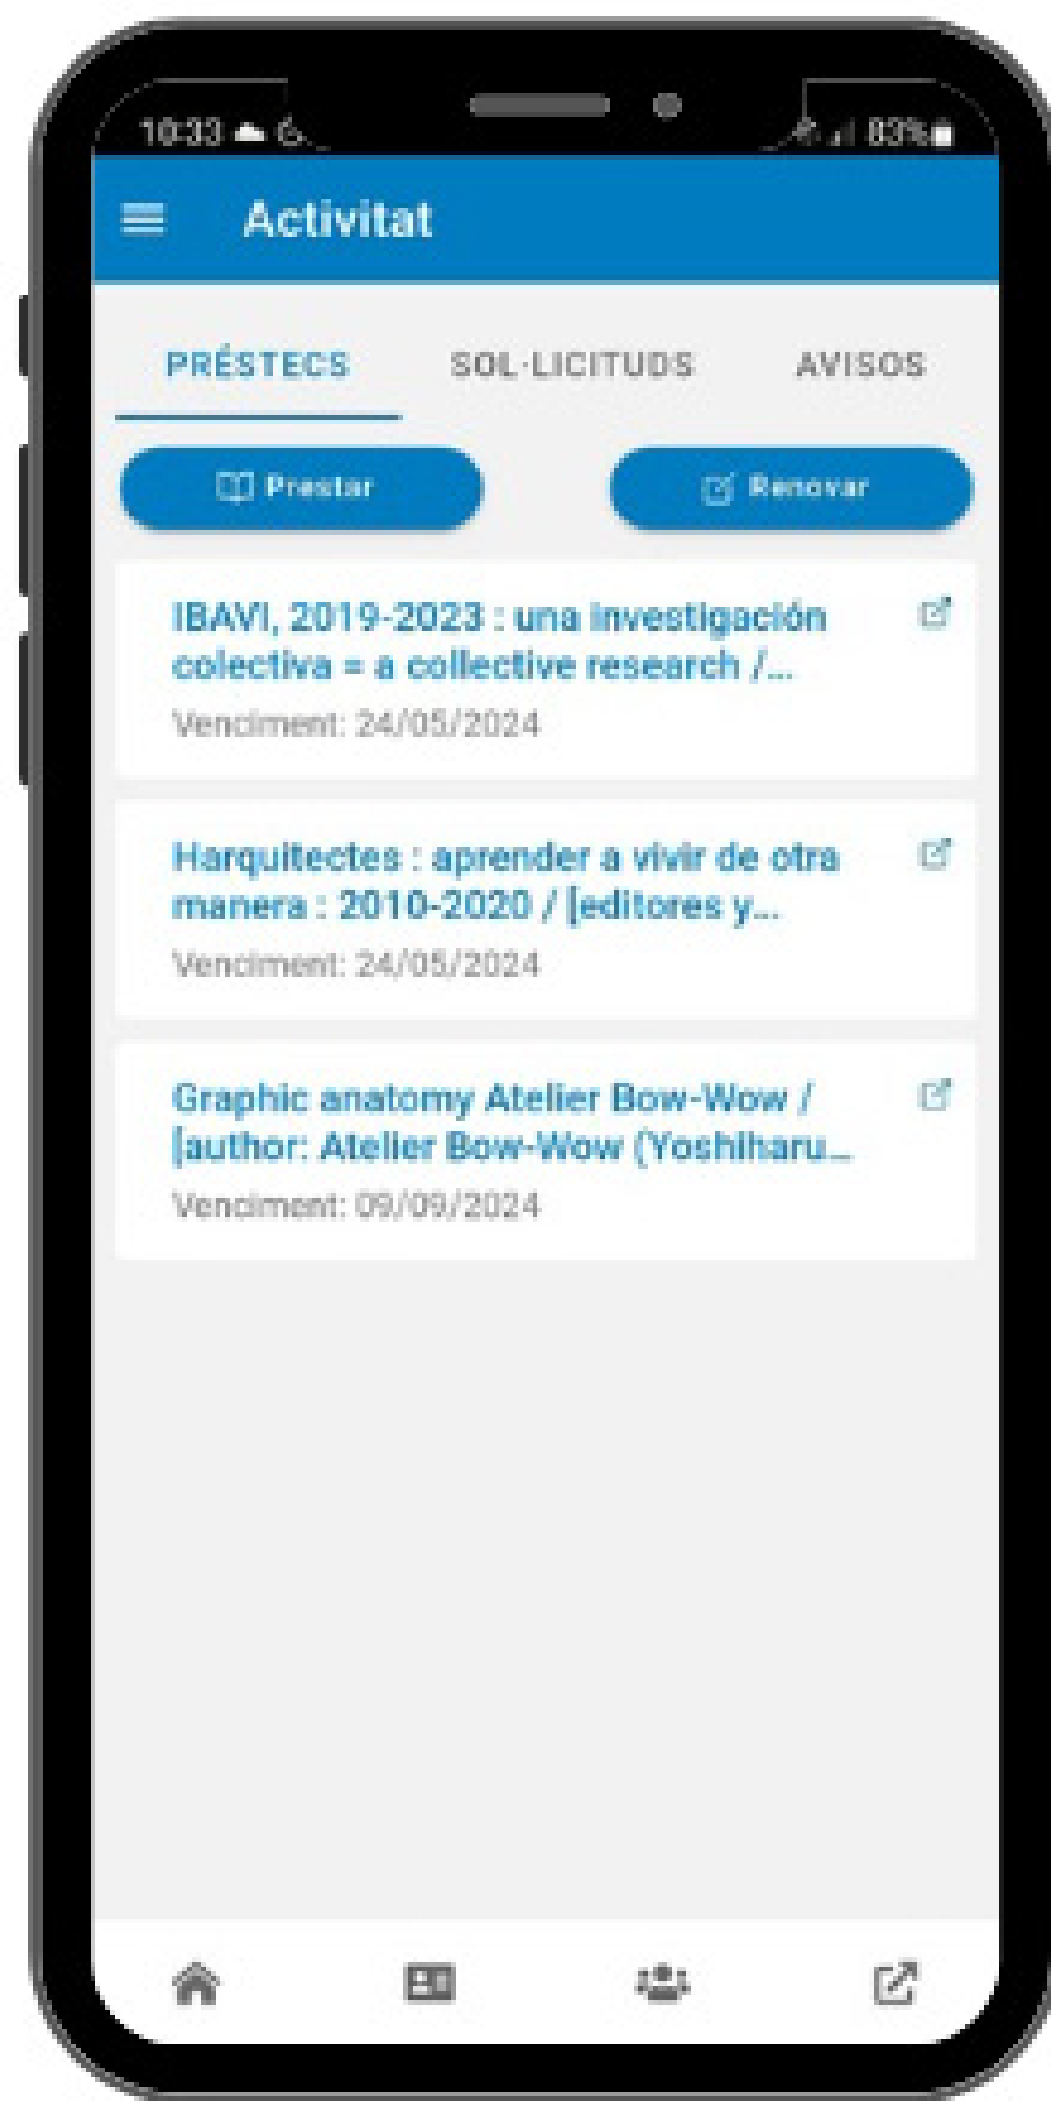 10:33 83%
Activitat
PRÉSTECS SOL·LICITUDS AVISOS
Prestar Renovar
IBAVI, 2019-2023 : una investigación
colectiva = a collective research /...
Venciment: 24/05/2024
Harquitectes : aprender a vivir de otra
manera : 2010-2020 / [editores y...
Venciment: 24/05/2024
Graphic anatomy Atelier Bow-Wow /
[author: Atelier Bow-Wow (Yoshiharu...
Venciment: 09/09/2024